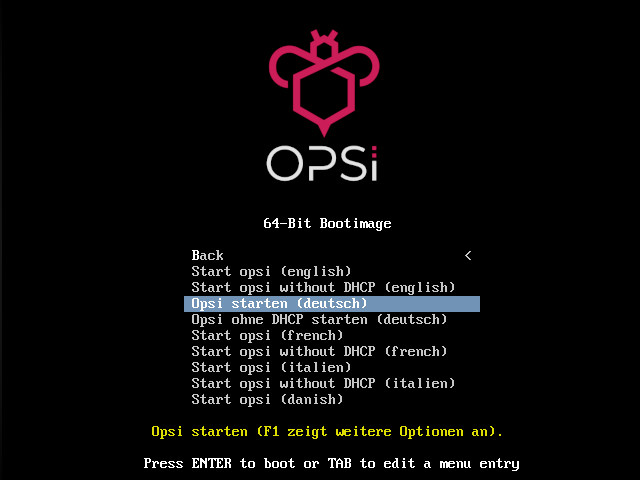 OPSi
64-Bit Bootimage
Back <
Start opsi (english)
Start opsi without DHCP (english)
Opsi starten (deutsch)
Opsi ohne DHCP starten (deutsch)
Start opsi (french)
Start opsi without DHCP (french)
Start opsi (italien)
Start opsi without DHCP (italien)
Start opsi (danish)
Opsi starten (F1 zeigt weitere Optionen an).
Press ENTER to boot or TAB to edit a menu entry